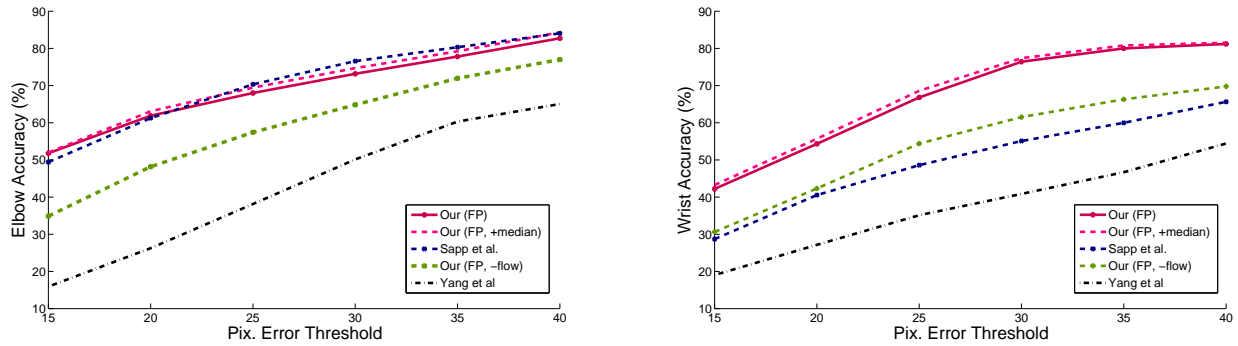 90
80
70
60
50
40
30
20
10
Elbow Accuracy (%)
15 20 25 30 35 40
Pix. Error Threshold
Our (FP)
Our (FP, +median)
Sapp et al.
Our (FP, −flow)
Yang et al
90
80
70
60
50
40
30
20
10
Wrist Accuracy (%)
15 20 25 30 35 40
Pix. Error Threshold
Our (FP)
Our (FP, +median)
Sapp et al.
Our (FP, −flow)
Yang et al